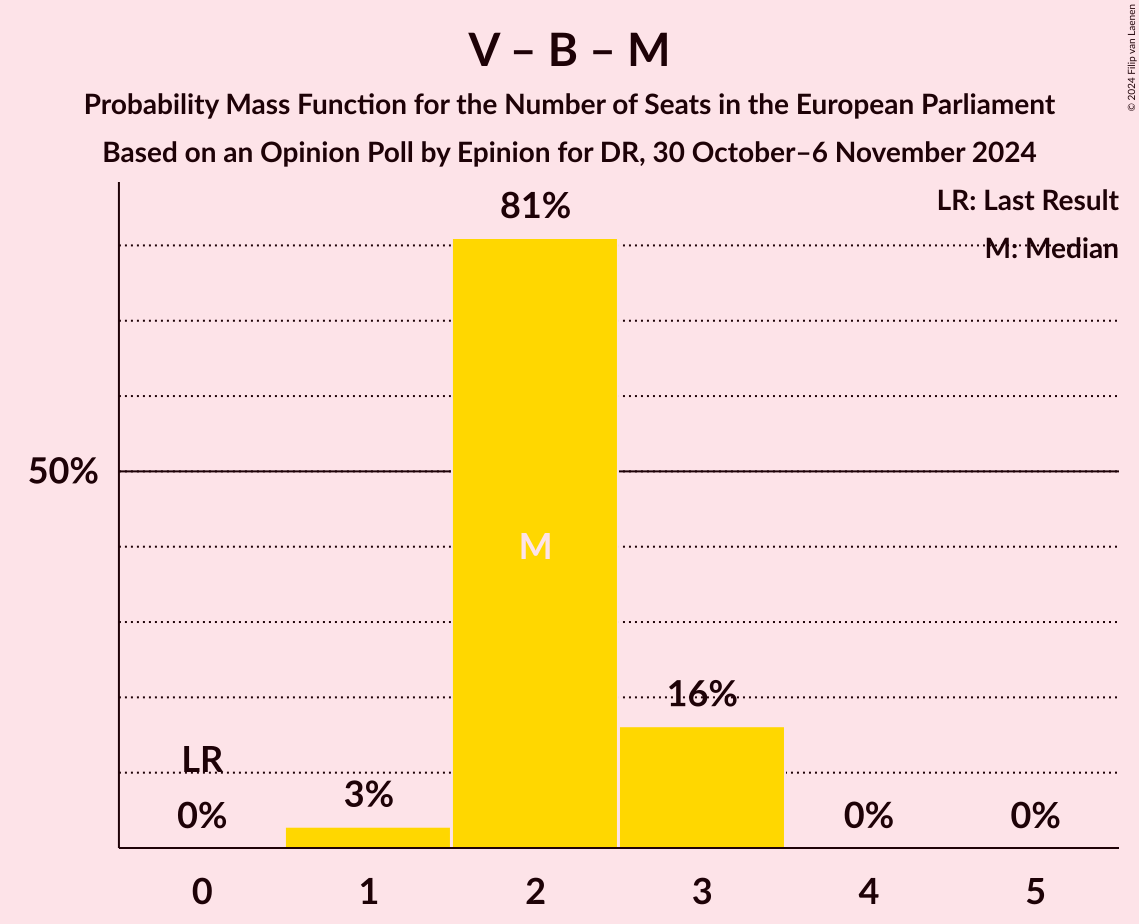 V – B – M
Probability Mass Function for the Number of Seats in the European Parliament
Based on an Opinion Poll by Epinion for DR, 30 October–6 November 2024
© 2024 Filip van Laenen
LR: Last Result
M: Median
81%
50%
M
16%
LR
3%
0%
0%
0%
0 1 2 3 4 5